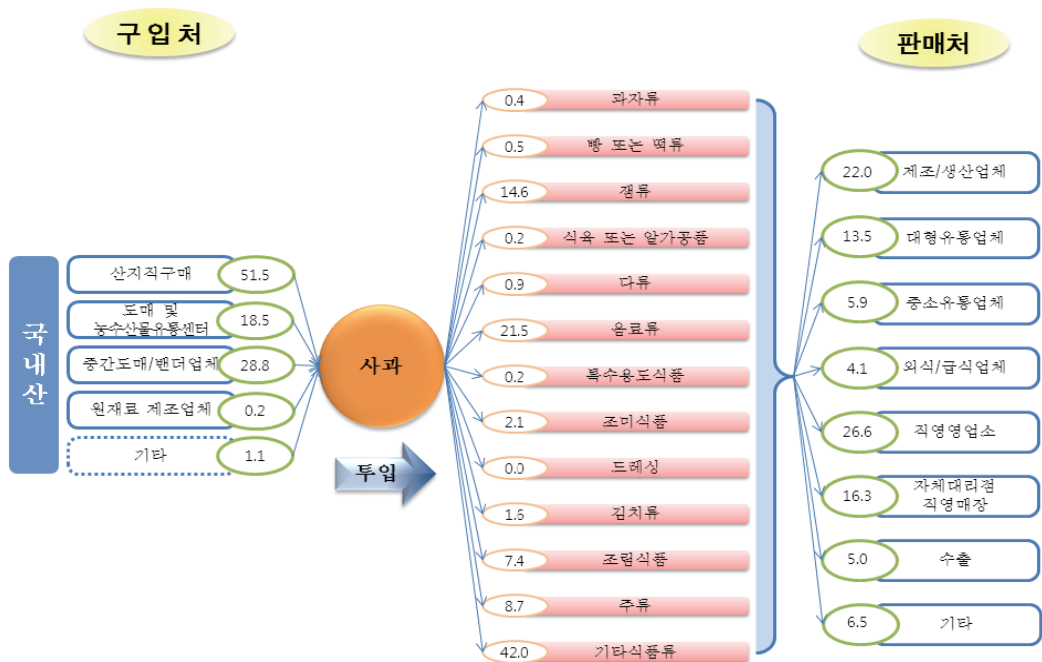 구입처
판매처
국내산
산지직구매 51.5
도매 및
농수산물유통센터
18.5
중간도매/밴더업체 28.8
원재료 제조업체 0.2
기타 1.1
사과
투입
0.4 과자류
0.5 빵 또는 떡류
14.6 잼류
0.2 식육 또는 알가공품
0.9 다류
21.5 음료류
0.2 특수용도식품
2.1 조미식품
0.0 드레싱
1.6 김치류
7.4 조림식품
8.7 주류
42.0 기타식품류
22.0 제조/생산업체
13.5 대형유통업체
5.9 중소유통업체
4.1 외식/급식업체
26.6 직영영업소
16.3
자체대리점
직영매장
5.0 수출
6.5 기타